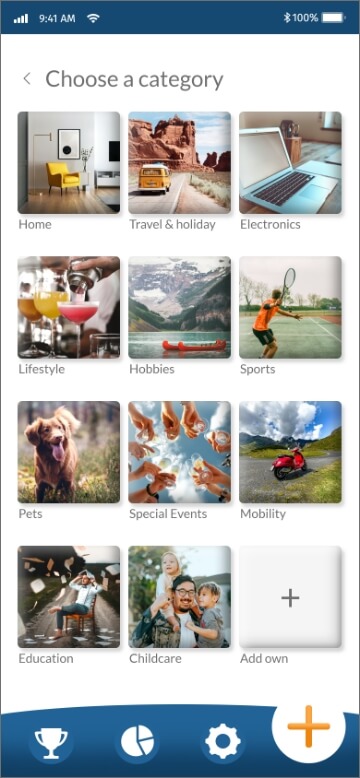 9:41 AM 100%
Choose a category
Home Travel & holiday Electronics
Lifestyle Hobbies Sports
Pets Special Events Mobility
Education Childcare Add own